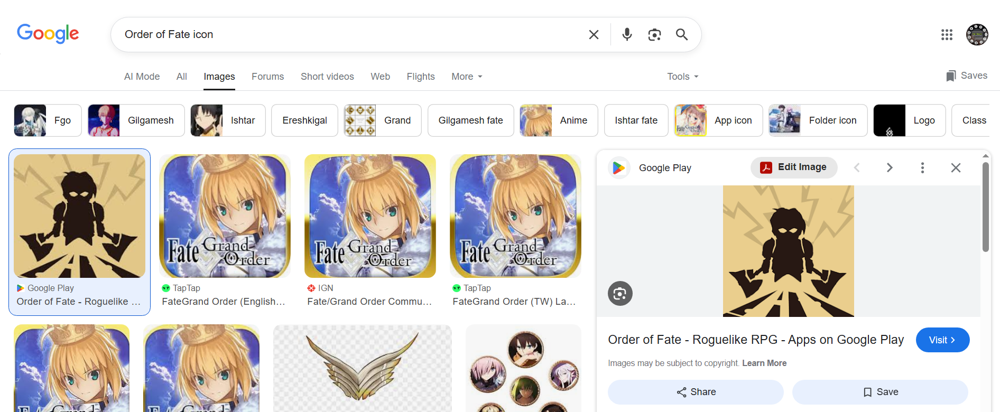 Google
Order of Fate icon
AI Mode
All
Images
Forums
Short videos
Web
Flights
More
Tools
Saves
Fgo
Gilgamesh
Ishtar
Ereshkigal
Grand
Gilgamesh fate
Anime
Ishtar fate
App icon
Folder icon
Logo
Class
Fate Grand Order
Google Play
Order of Fate - Roguelike ...
Fate Grand Order
TapTap
FateGrand Order (English...
Fate Grand Order
IGN
Fate/Grand Order Commu...
Fate Grand Order
TapTap
FateGrand Order (TW) La...
Google Play
Edit Image
Order of Fate - Roguelike RPG - Apps on Google Play
Visit
Images may be subject to copyright. Learn More
Share
Save